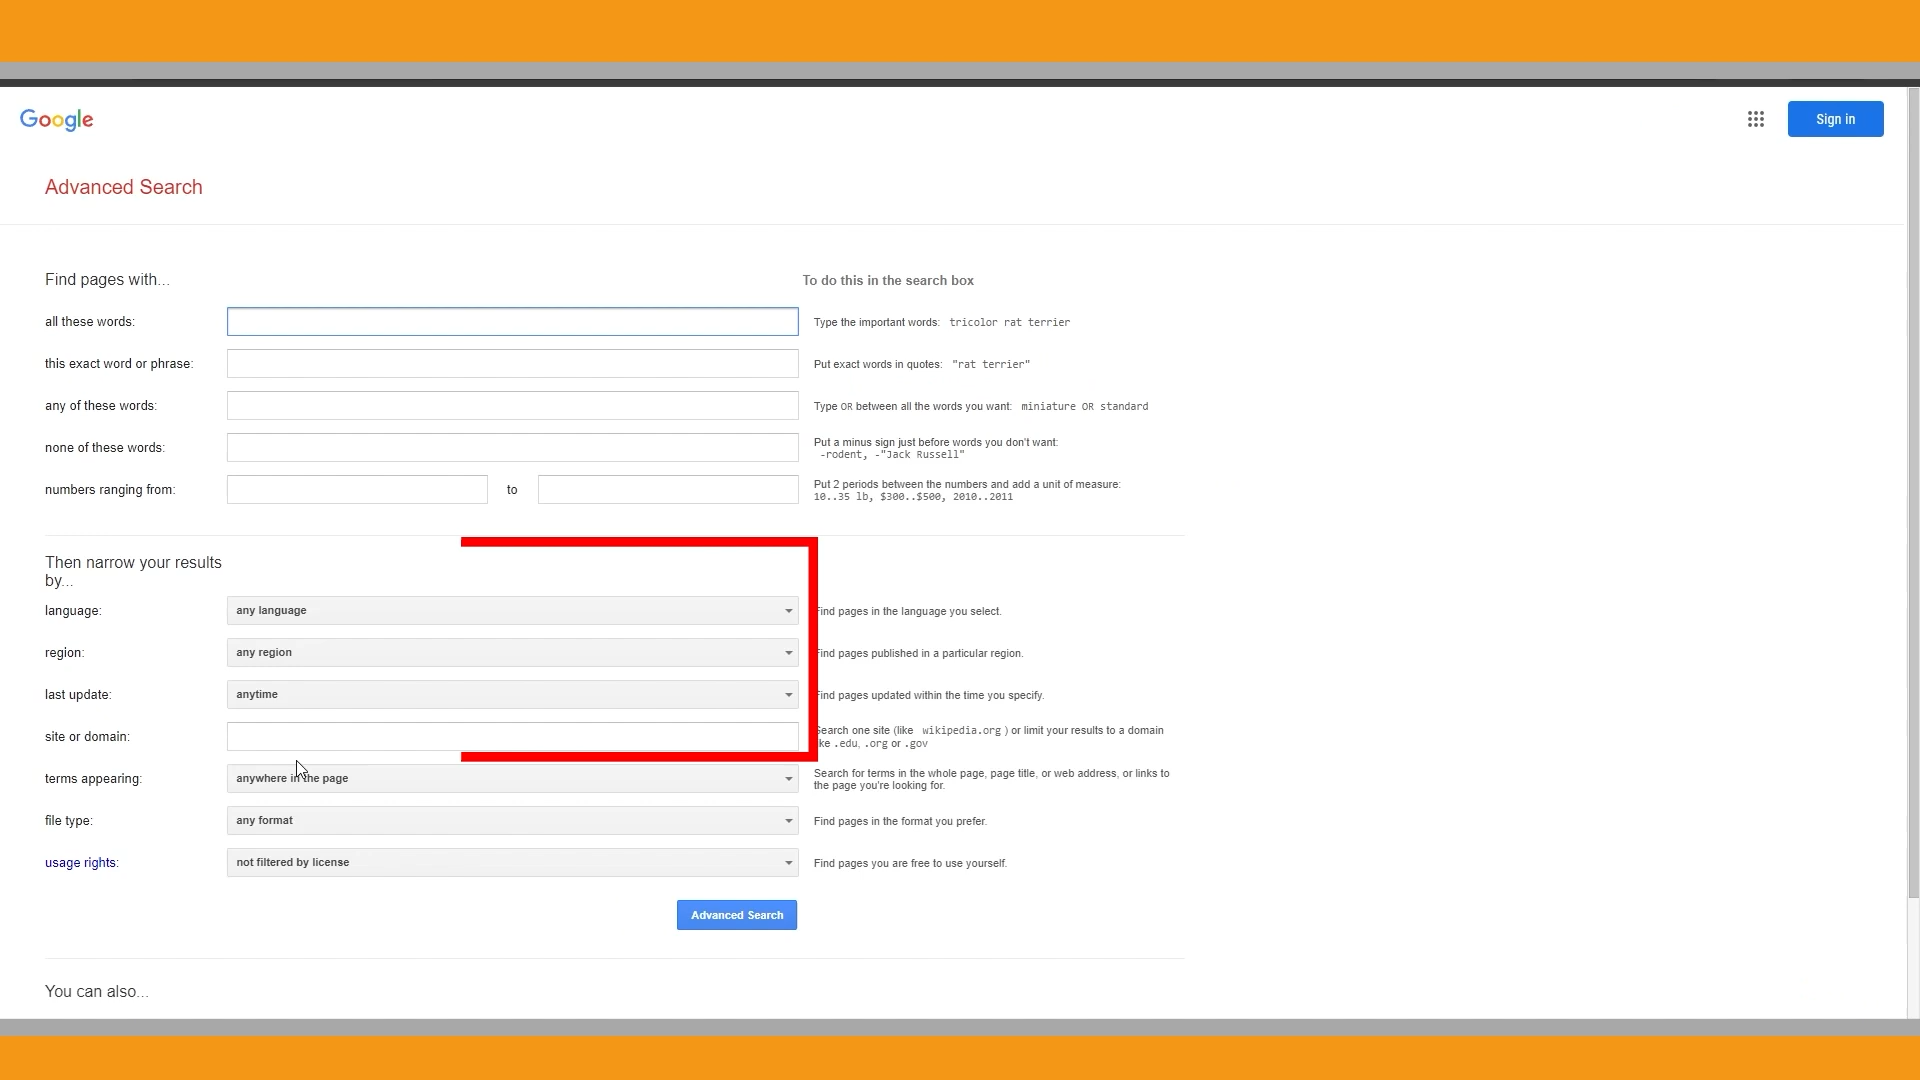 Google
Sign in
Advanced Search
Find pages with...
To do this in the search box
all these words:
Type the important words: tricolor rat terrier
this exact word or phrase:
Put exact words in quotes: "rat terrier"
any of these words:
Type OR between all the words you want: miniature OR standard
none of these words:
Put a minus sign just before words you don't want:
-rodent, -"Jack Russell"
numbers ranging from:
to
Put 2 periods between the numbers and add a unit of measure:
10..35 lb, $300..$500, 2010..2011
Then narrow your results
by...
language:
any language
Find pages in the language you select.
region:
any region
Find pages published in a particular region.
last update:
anytime
Find pages updated within the time you specify.
site or domain:
Search one site (like wikipedia.org ) or limit your results to a domain
like .edu, .org or .gov
terms appearing:
anywhere in the page
Search for terms in the whole page, page title, or web address, or links to
the page you're looking for.
file type:
any format
Find pages in the format you prefer.
usage rights:
not filtered by license
Find pages you are free to use yourself.
Advanced Search
You can also...